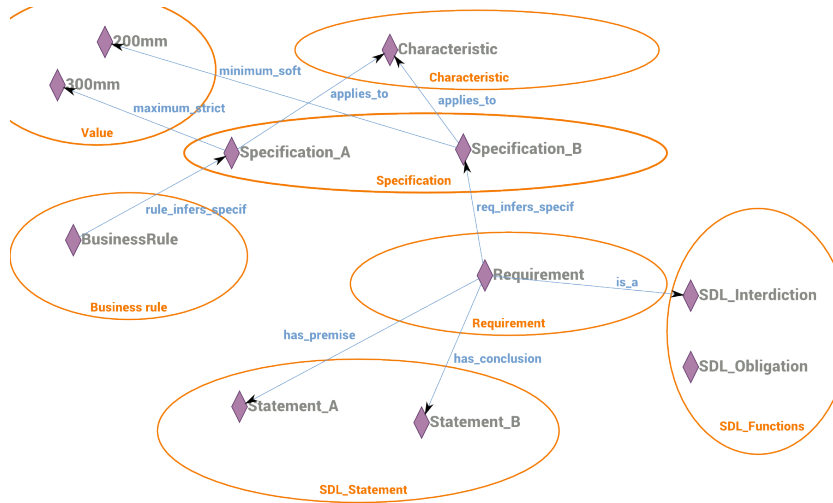 200mm
Characteristic
minimum_soft
Characteristic
300mm
applies_to
applies_to
maximum_strict
Value
Specification_A
Specification_B
Specification
rule_infers_specif
req_infers_specif
BusinessRule
Requirement
is_a
SDL_Interdiction
Business rule
Requirement
has_premise
has_conclusion
SDL_Obligation
Statement_A
Statement_B
SDL_Functions
SDL_Statement